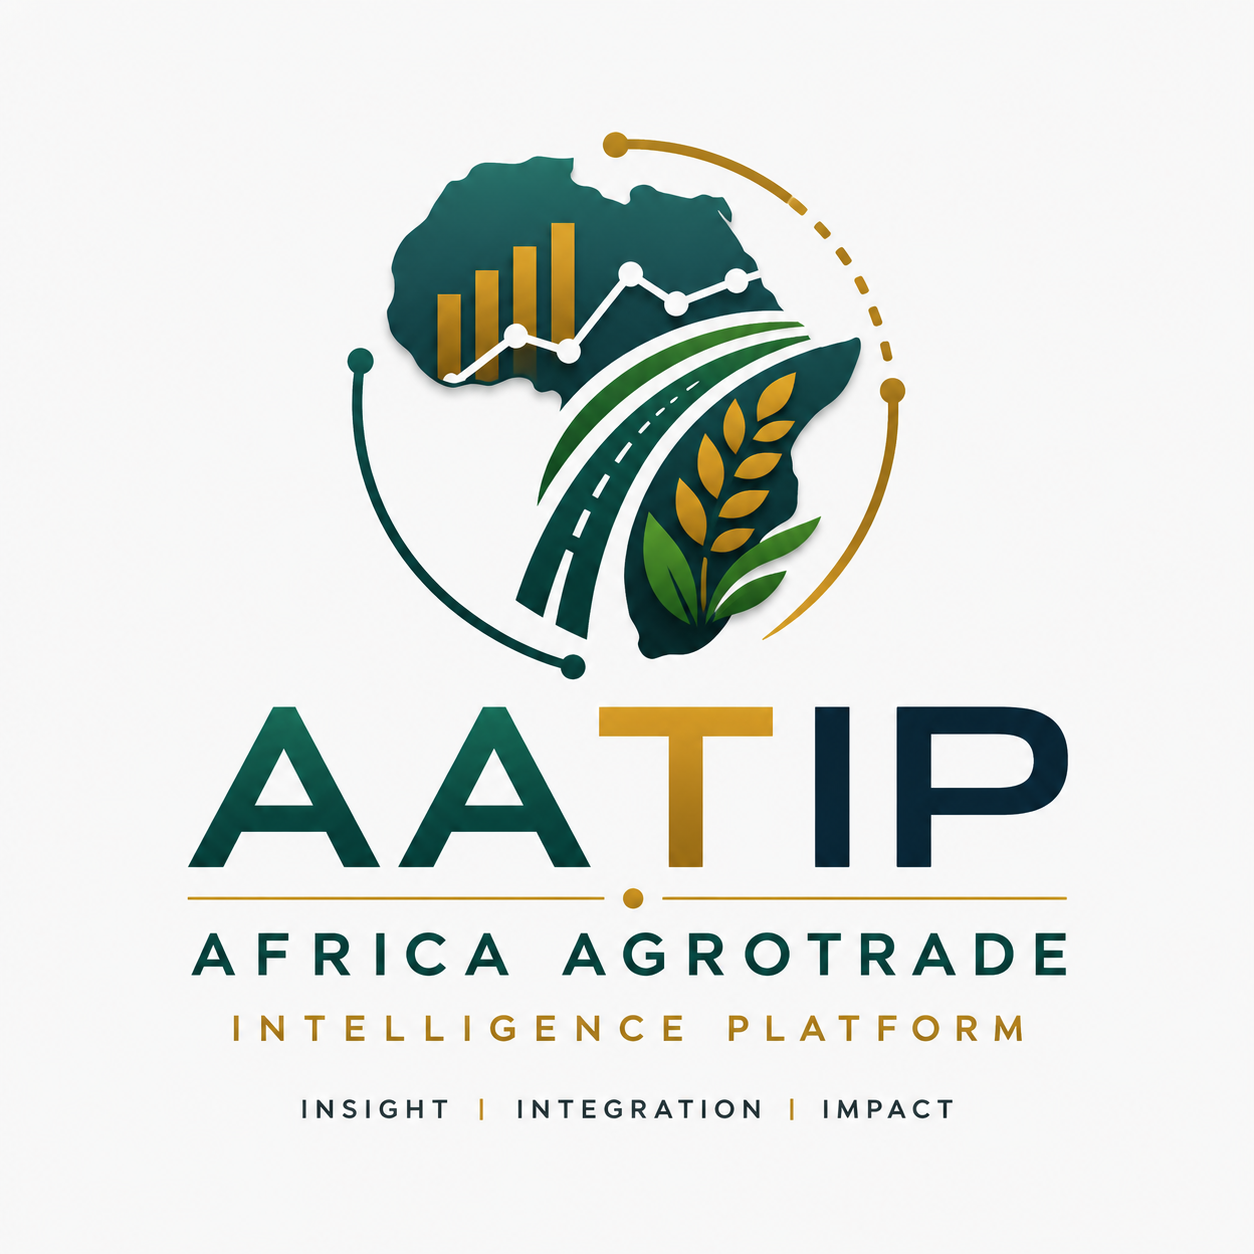 AATIP
AFRICA AGROTRADE
INTELLIGENCE PLATFORM
INSIGHT | INTEGRATION | IMPACT